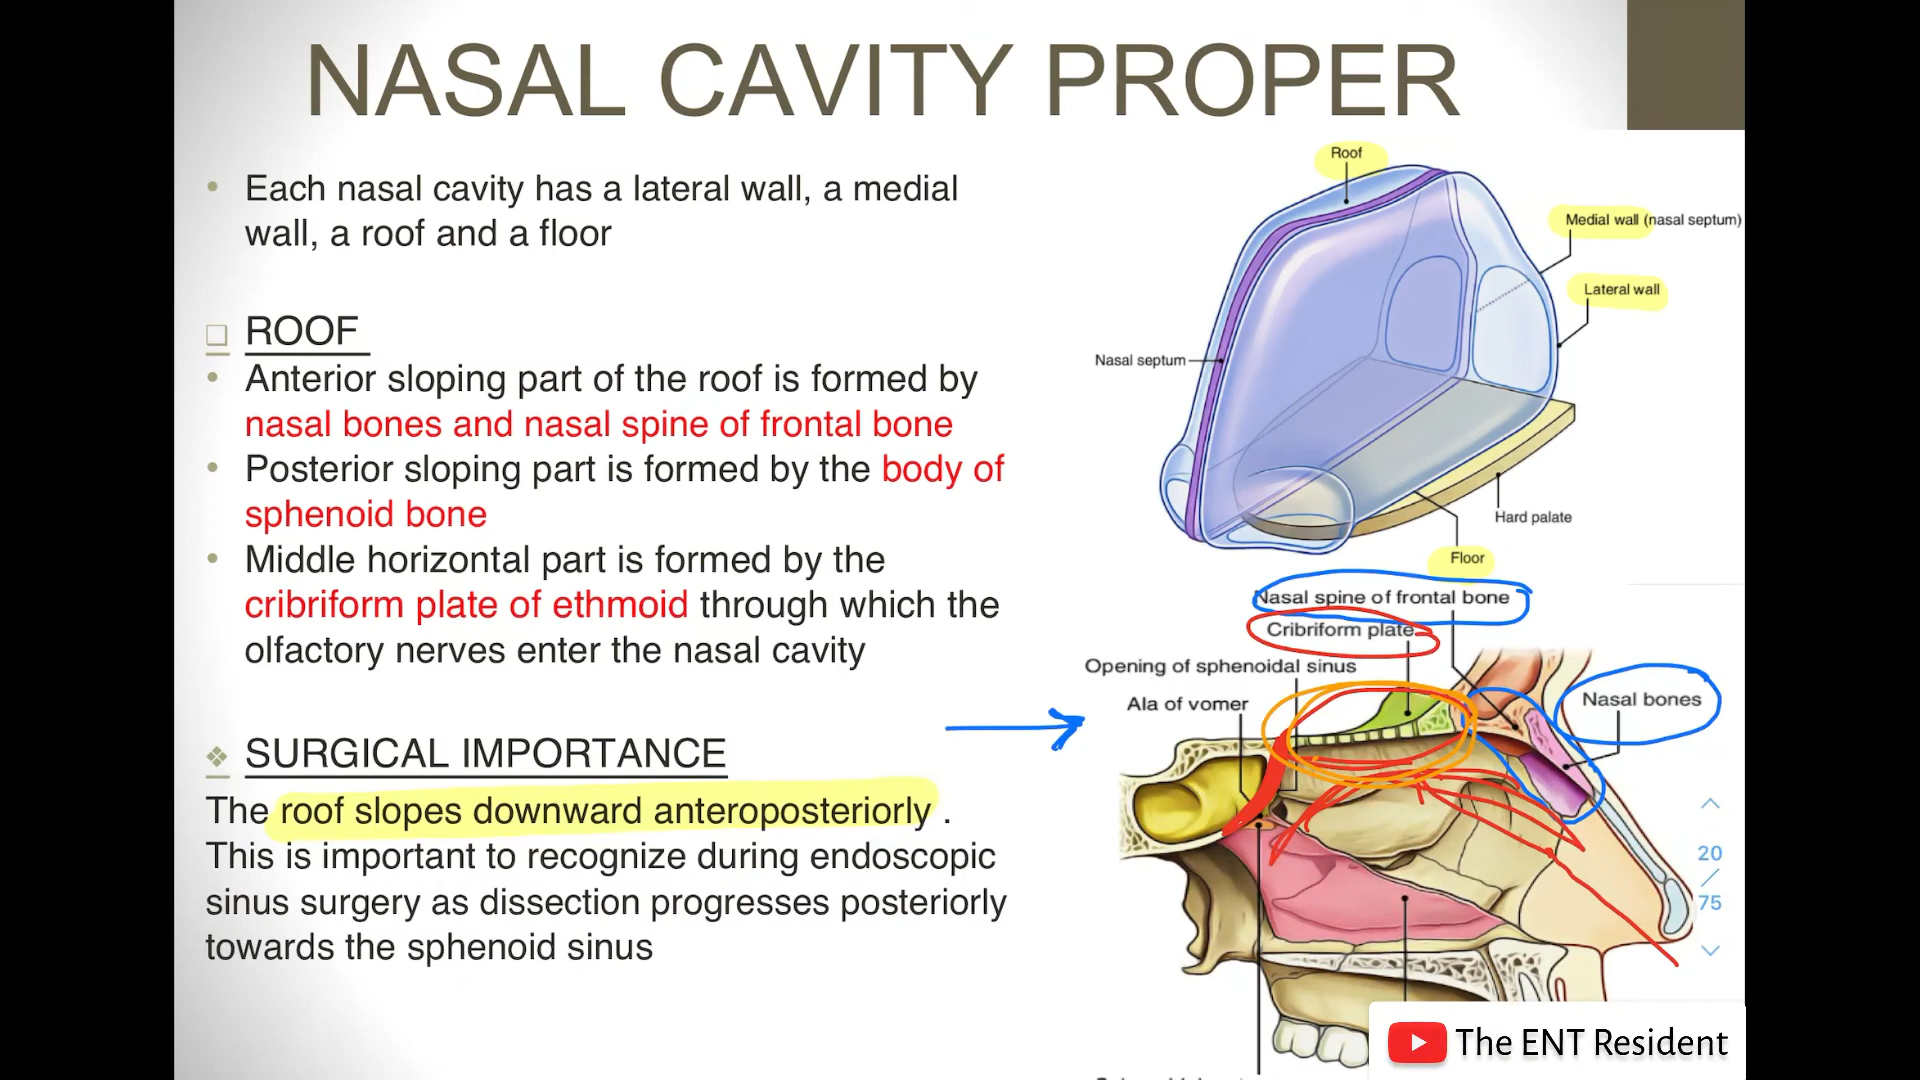 NASAL CAVITY PROPER
• Each nasal cavity has a lateral wall, a medial
wall, a roof and a floor
ROOF
• Anterior sloping part of the roof is formed by
nasal bones and nasal spine of frontal bone
• Posterior sloping part is formed by the body of
sphenoid bone
• Middle horizontal part is formed by the
cribriform plate of ethmoid through which the
olfactory nerves enter the nasal cavity
SURGICAL IMPORTANCE
The roof slopes downward anteroposteriorly .
This is important to recognize during endoscopic
sinus surgery as dissection progresses posteriorly
towards the sphenoid sinus
Roof
Medial wall (nasal septum)
Lateral wall
Nasal septum
Hard palate
Floor
Nasal spine of frontal bone
Cribriform plate
Opening of sphenoidal sinus
Ala of vomer
Nasal bones
20
/
75
The ENT Resident